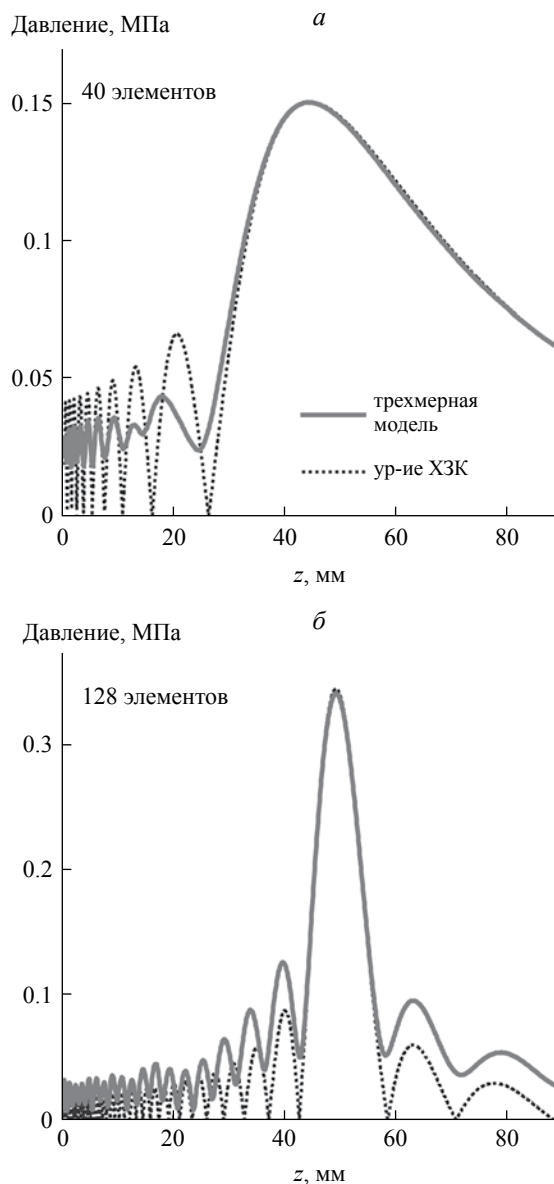 Давление, МПа
а
0.15
40 элементов
0.1
0.05
трехмерная
модель
ур-ие ХЗК
0
0 20 40 60 80
z, мм
Давление, МПа
б
128 элементов
0.3
0.2
0.1
0
0 20 40 60 80
z, мм